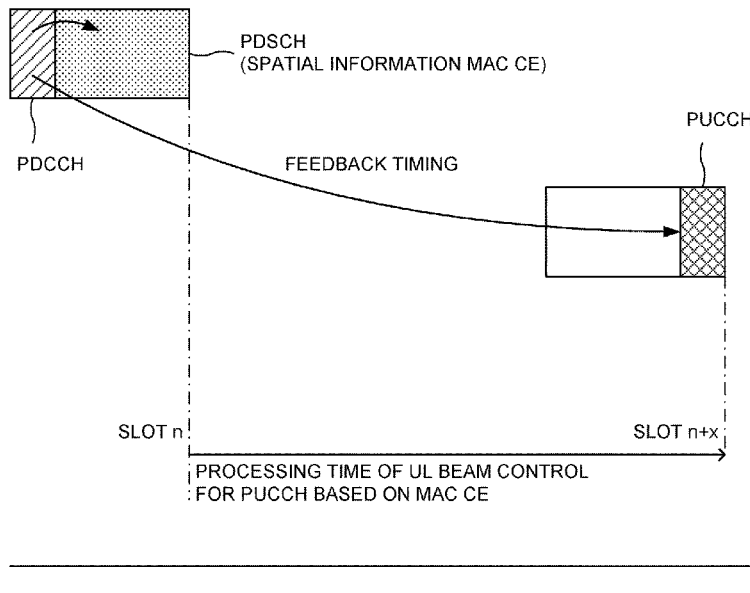 PDSCH
(SPATIAL INFORMATION MAC CE)
PUCCH
PDCCH
FEEDBACK TIMING
SLOT n
SLOT n+x
PROCESSING TIME OF UL BEAM CONTROL
FOR PUCCH BASED ON MAC CE